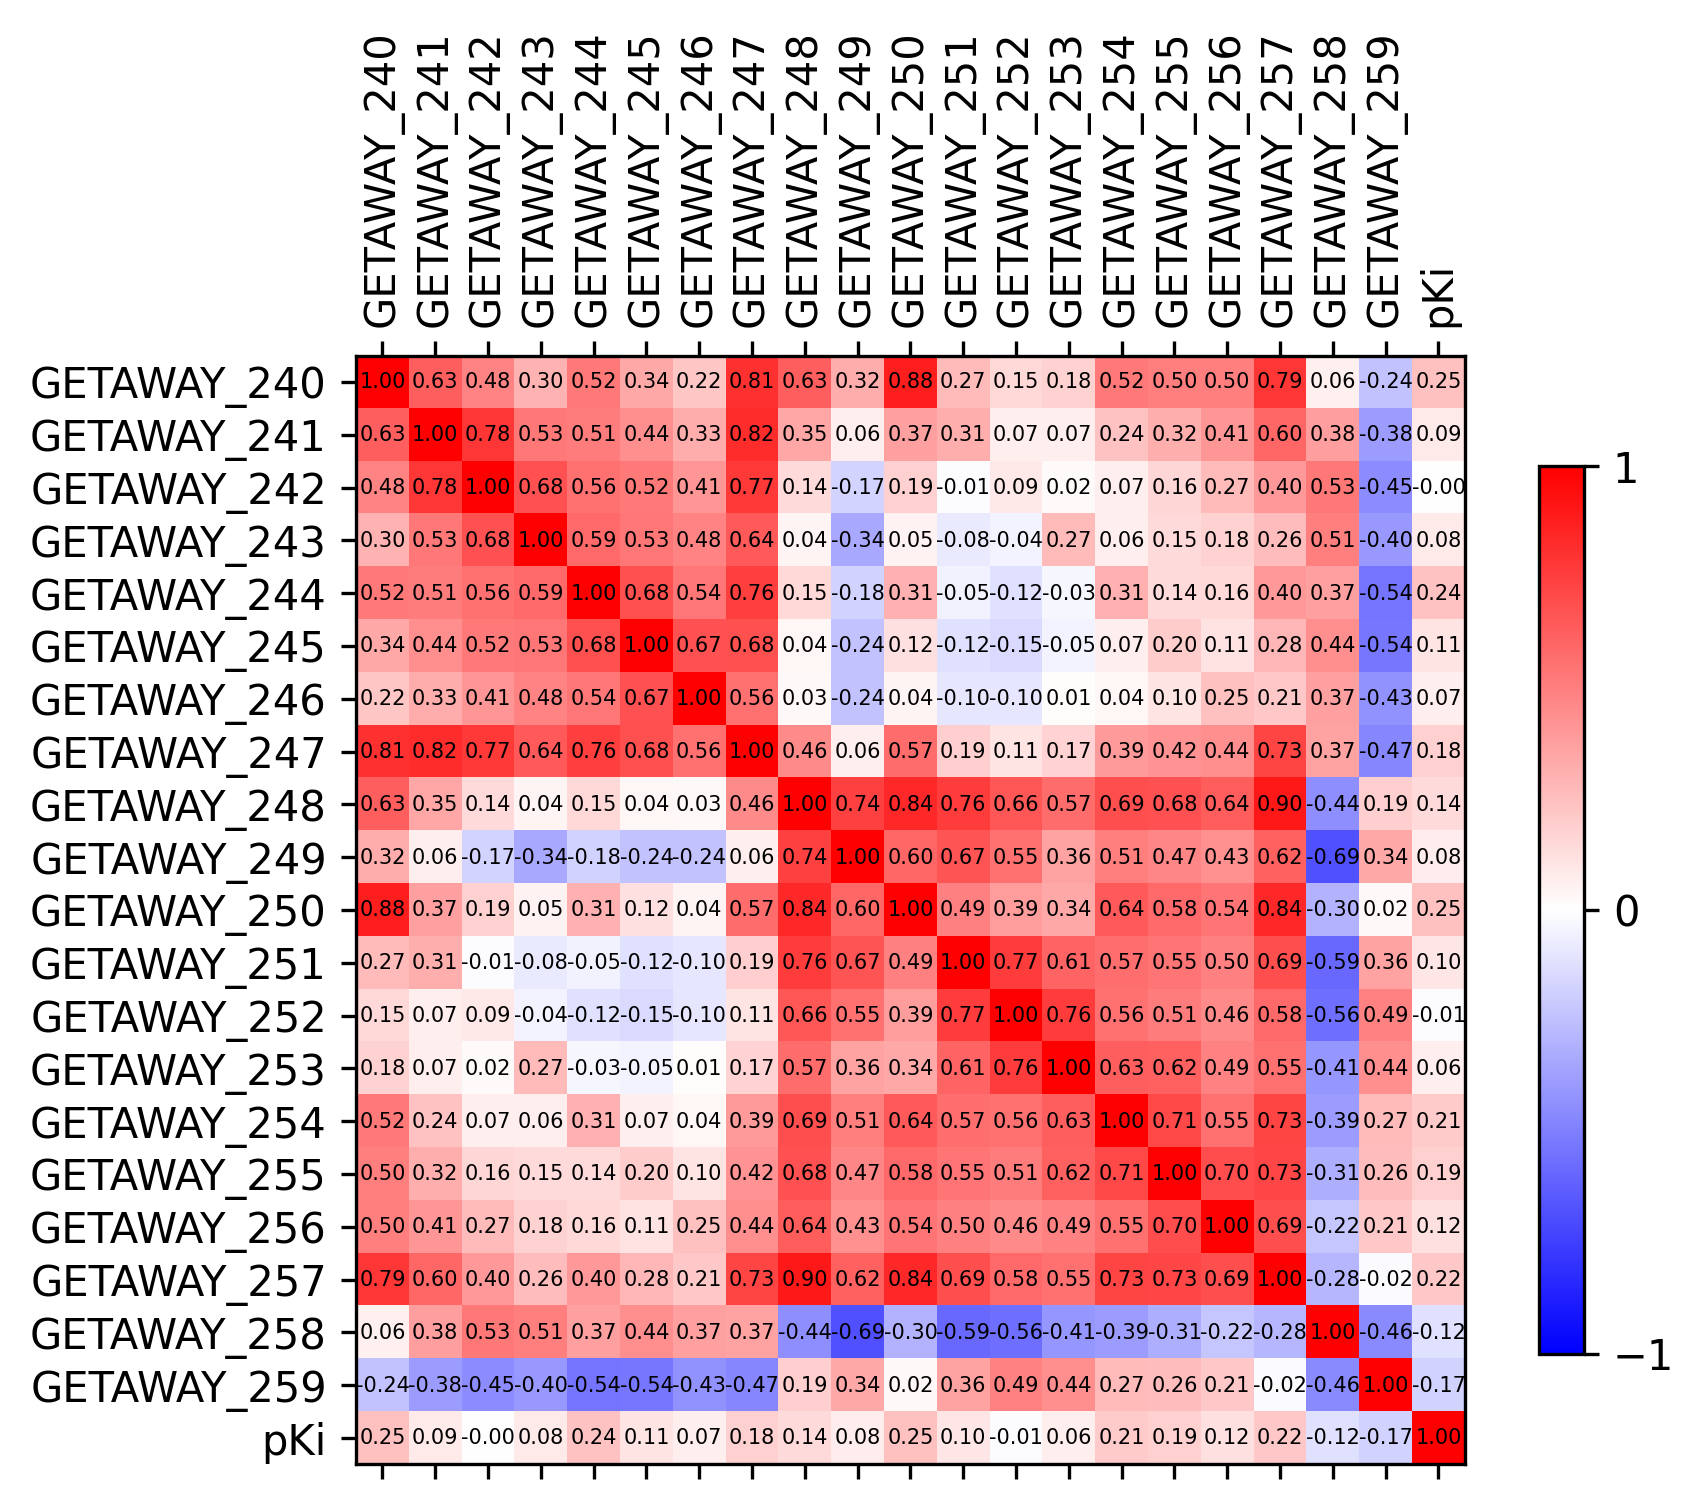 GETAWAY_240 GETAWAY_241 GETAWAY_242 GETAWAY_243 GETAWAY_244 GETAWAY_245 GETAWAY_246 GETAWAY_247 GETAWAY_248 GETAWAY_249 GETAWAY_250 GETAWAY_251 GETAWAY_252 GETAWAY_253 GETAWAY_254 GETAWAY_255 GETAWAY_256 GETAWAY_257 GETAWAY_258 GETAWAY_259 pKi
GETAWAY_240 1.00 0.63 0.48 0.30 0.52 0.34 0.22 0.81 0.63 0.32 0.88 0.27 0.15 0.18 0.52 0.50 0.50 0.79 0.06 -0.24 0.25
GETAWAY_241 0.63 1.00 0.78 0.53 0.51 0.44 0.33 0.82 0.35 0.06 0.37 0.31 0.07 0.07 0.24 0.32 0.41 0.60 0.38 -0.38 0.09
GETAWAY_242 0.48 0.78 1.00 0.68 0.56 0.52 0.41 0.77 0.14 -0.17 0.19 -0.01 0.09 0.02 0.07 0.16 0.27 0.40 0.53 -0.45 -0.00
GETAWAY_243 0.30 0.53 0.68 1.00 0.59 0.53 0.48 0.64 0.04 -0.34 0.05 -0.08 -0.04 0.27 0.06 0.15 0.18 0.26 0.51 -0.40 0.08
GETAWAY_244 0.52 0.51 0.56 0.59 1.00 0.68 0.54 0.76 0.15 -0.18 0.31 -0.05 -0.12 -0.03 0.31 0.14 0.16 0.40 0.37 -0.54 0.24
GETAWAY_245 0.34 0.44 0.52 0.53 0.68 1.00 0.67 0.68 0.04 -0.24 0.12 -0.12 -0.15 -0.05 0.07 0.20 0.11 0.28 0.44 -0.54 0.11
GETAWAY_246 0.22 0.33 0.41 0.48 0.54 0.67 1.00 0.56 0.03 -0.24 0.04 -0.10 -0.10 0.01 0.04 0.10 0.25 0.21 0.37 -0.43 0.07
GETAWAY_247 0.81 0.82 0.77 0.64 0.76 0.68 0.56 1.00 0.46 0.06 0.57 0.19 0.11 0.17 0.39 0.42 0.44 0.73 0.37 -0.47 0.18
GETAWAY_248 0.63 0.35 0.14 0.04 0.15 0.04 0.03 0.46 1.00 0.74 0.84 0.76 0.66 0.57 0.69 0.68 0.64 0.90 -0.44 0.19 0.14
GETAWAY_249 0.32 0.06 -0.17 -0.34 -0.18 -0.24 -0.24 0.06 0.74 1.00 0.60 0.67 0.55 0.36 0.51 0.47 0.43 0.62 -0.69 0.34 0.08
GETAWAY_250 0.88 0.37 0.19 0.05 0.31 0.12 0.04 0.57 0.84 0.60 1.00 0.49 0.39 0.34 0.64 0.58 0.54 0.84 -0.30 0.02 0.25
GETAWAY_251 0.27 0.31 -0.01 -0.08 -0.05 -0.12 -0.10 0.19 0.76 0.67 0.49 1.00 0.77 0.61 0.57 0.55 0.50 0.69 -0.59 0.36 0.10
GETAWAY_252 0.15 0.07 0.09 -0.04 -0.12 -0.15 -0.10 0.11 0.66 0.55 0.39 0.77 1.00 0.76 0.56 0.51 0.46 0.58 -0.56 0.49 -0.01
GETAWAY_253 0.18 0.07 0.02 0.27 -0.03 -0.05 0.01 0.17 0.57 0.36 0.34 0.61 0.76 1.00 0.63 0.62 0.49 0.55 -0.41 0.44 0.06
GETAWAY_254 0.52 0.24 0.07 0.06 0.31 0.07 0.04 0.39 0.69 0.51 0.64 0.57 0.56 0.63 1.00 0.71 0.55 0.73 -0.39 0.27 0.21
GETAWAY_255 0.50 0.32 0.16 0.15 0.14 0.20 0.10 0.42 0.68 0.47 0.58 0.55 0.51 0.62 0.71 1.00 0.70 0.73 -0.31 0.26 0.19
GETAWAY_256 0.50 0.41 0.27 0.18 0.16 0.11 0.25 0.44 0.64 0.43 0.54 0.50 0.46 0.49 0.55 0.70 1.00 0.69 -0.22 0.21 0.12
GETAWAY_257 0.79 0.60 0.40 0.26 0.40 0.28 0.21 0.73 0.90 0.62 0.84 0.69 0.58 0.55 0.73 0.73 0.69 1.00 -0.28 -0.02 0.22
GETAWAY_258 0.06 0.38 0.53 0.51 0.37 0.44 0.37 0.37 -0.44 -0.69 -0.30 -0.59 -0.56 -0.41 -0.39 -0.31 -0.22 -0.28 1.00 -0.46 -0.12
GETAWAY_259 -0.24 -0.38 -0.45 -0.40 -0.54 -0.54 -0.43 -0.47 0.19 0.34 0.02 0.36 0.49 0.44 0.27 0.26 0.21 -0.02 -0.46 1.00 -0.17
pKi 0.25 0.09 -0.00 0.08 0.24 0.11 0.07 0.18 0.14 0.08 0.25 0.10 -0.01 0.06 0.21 0.19 0.12 0.22 -0.12 -0.17 1.00
1
0
−1